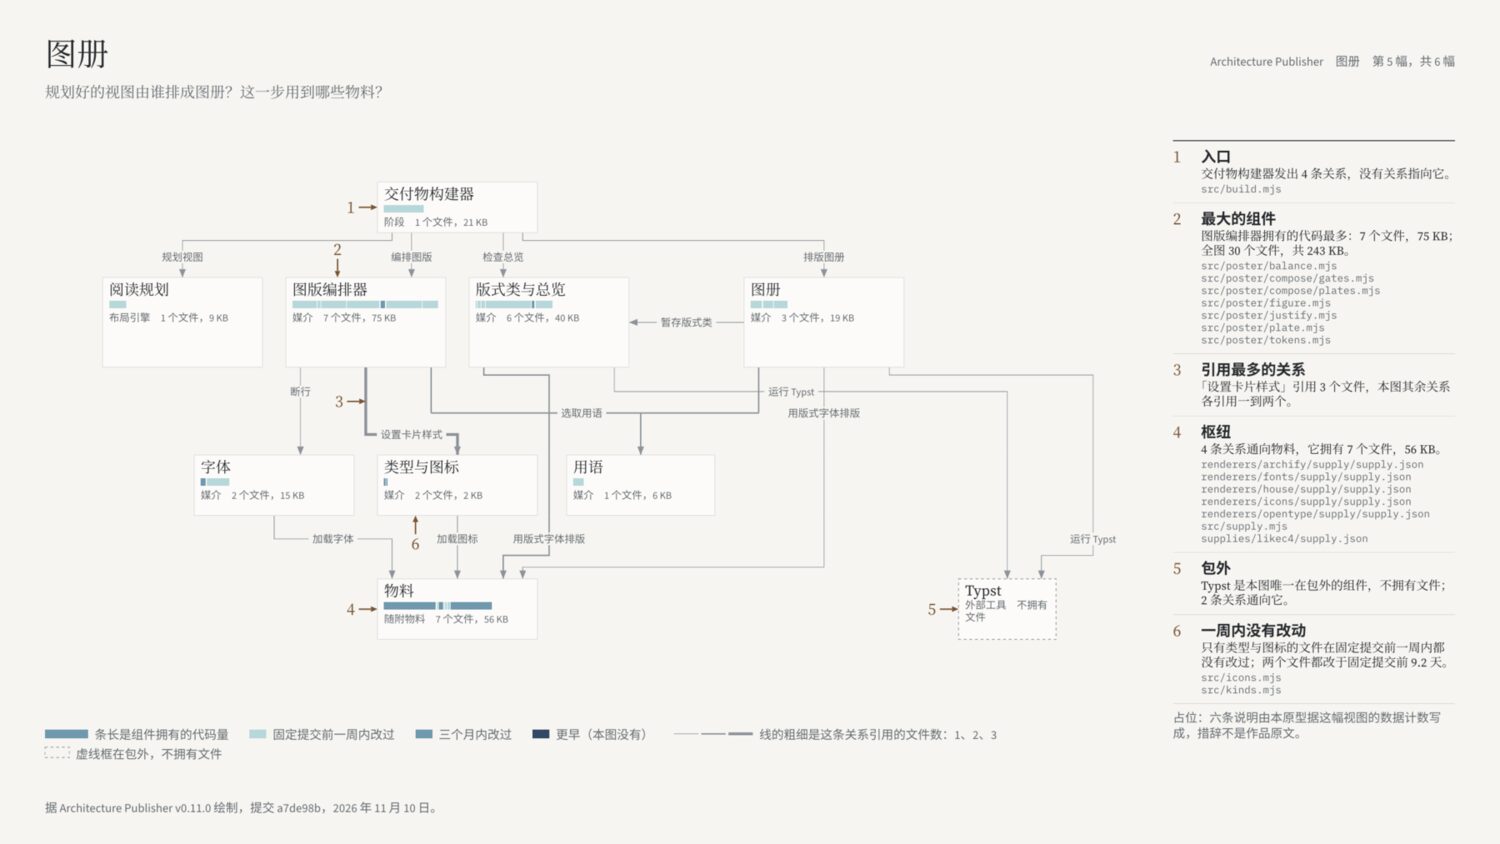 图册
规划好的视图由谁排成图册？这一步用到哪些物料？
Architecture Publisher 图册 第 5 幅，共 6 幅
1
交付物构建器
阶段 1 个文件，21 KB
规划视图
2
编排图版
检查总览
排版图册
阅读规划
布局引擎 1 个文件，9 KB
图版编排器
媒介 7 个文件，75 KB
版式类与总览
媒介 6 个文件，40 KB
暂存版式类
图册
媒介 3 个文件，19 KB
断行
3
设置卡片样式
选取用语
运行 Typst
用版式字体排版
字体
媒介 2 个文件，15 KB
类型与图标
媒介 2 个文件，2 KB
用语
媒介 1 个文件，6 KB
加载字体
6
加载图标
用版式字体排版
运行 Typst
4
物料
随附物料 7 个文件，56 KB
5
Typst
外部工具 不拥有
文件
1 入口
交付物构建器发出 4 条关系，没有关系指向它。
src/build.mjs
2 最大的组件
图版编排器拥有的代码最多：7 个文件，75 KB；
全图 30 个文件，共 243 KB。
src/poster/balance.mjs
src/poster/compose/gates.mjs
src/poster/compose/plates.mjs
src/poster/figure.mjs
src/poster/justify.mjs
src/poster/plate.mjs
src/poster/tokens.mjs
3 引用最多的关系
「设置卡片样式」引用 3 个文件，本图其余关系
各引用一到两个。
4 枢纽
4 条关系通向物料，它拥有 7 个文件，56 KB。
renderers/archify/supply/supply.json
renderers/fonts/supply/supply.json
renderers/house/supply/supply.json
renderers/icons/supply/supply.json
renderers/opentype/supply/supply.json
src/supply.mjs
supplies/likec4/supply.json
5 包外
Typst 是本图唯一在包外的组件，不拥有文件；
2 条关系通向它。
6 一周内没有改动
只有类型与图标的文件在固定提交前一周内都
没有改过；两个文件都改于固定提交前 9.2 天。
src/icons.mjs
src/kinds.mjs
占位：六条说明由本原型据这幅视图的数据计数写
成，措辞不是作品原文。
条长是组件拥有的代码量 固定提交前一周内改过 三个月内改过 更早（本图没有） 线的粗细是这条关系引用的文件数：1、2、3
虚线框在包外，不拥有文件
据 Architecture Publisher v0.11.0 绘制，提交 a7de98b，2026 年 11 月 10 日。